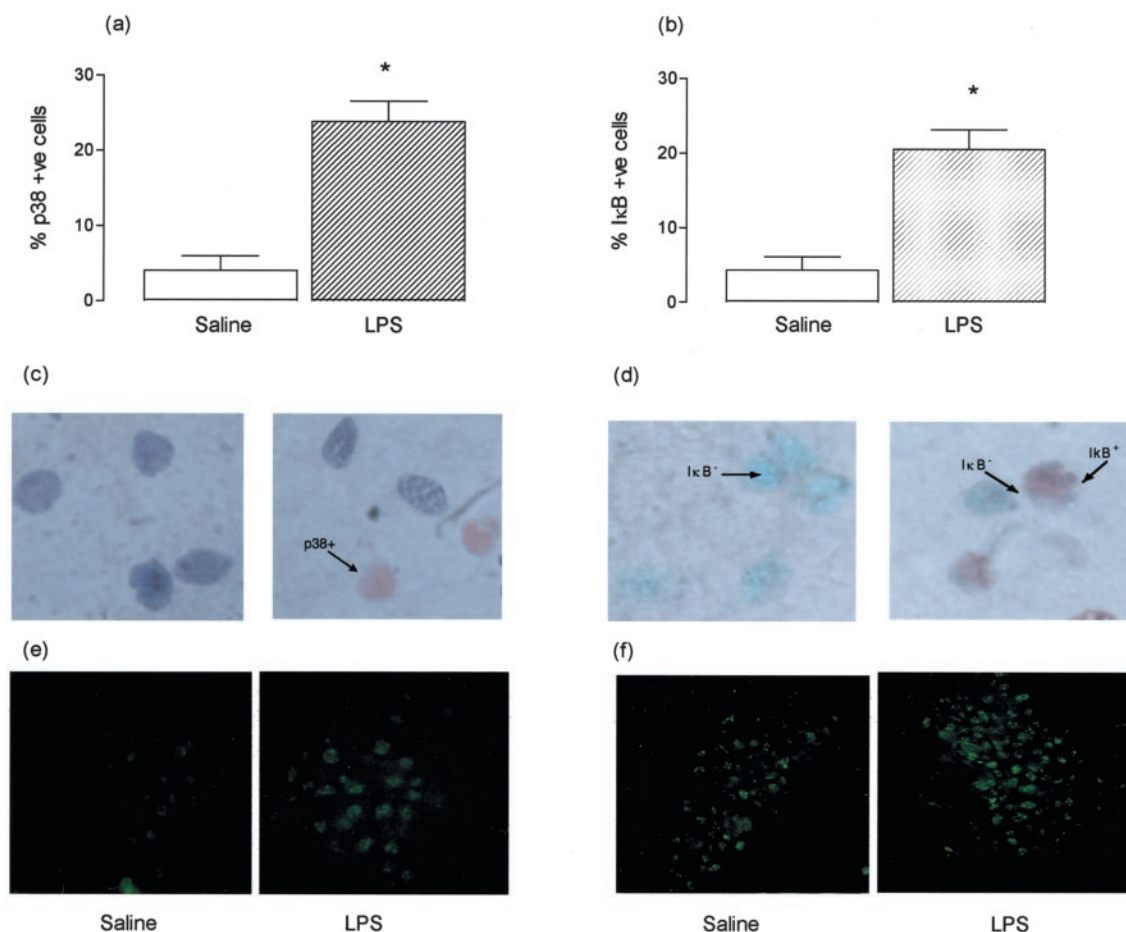 (a)
(b)
*
*
30
20
10
0
% p38 +ve cells
Saline
LPS
30
20
10
0
% IκB +ve cells
Saline
LPS
(c)
(d)
p38+
IκB-
IκB-
IkB+
(e)
(f)
Saline
LPS
Saline
LPS